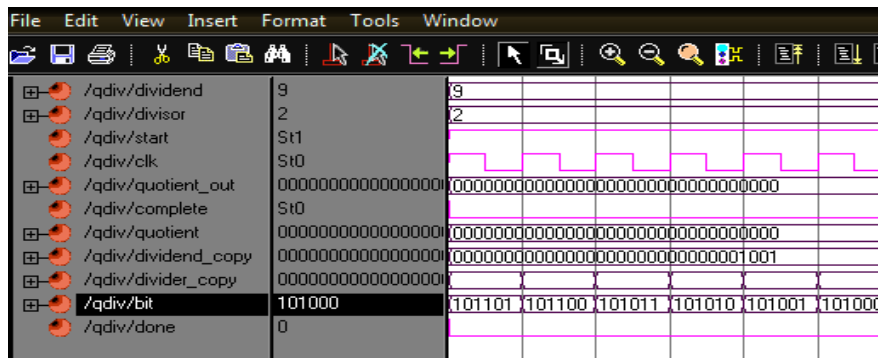 File Edit View Insert Format Tools Window
/qdiv/dividend 9 9
/qdiv/divisor 2 2
/qdiv/start St1
/qdiv/clk St0
/qdiv/quotient_out 0000000000000000 00000000000000000000000000000000
/qdiv/complete St0
/qdiv/quotient 0000000000000000 00000000000000000000000000000000
/qdiv/dividend_copy 0000000000000000 00000000000000000000000000001001
/qdiv/divider_copy 0000000000000000
/qdiv/bit 101000 101101 101100 101011 101010 101001 101000
/qdiv/done 0